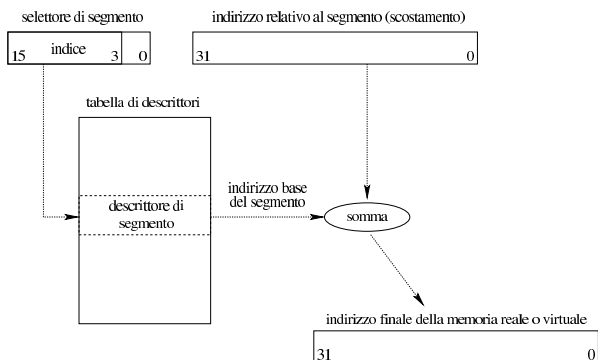 selettore di segmento
indirizzo relativo al segmento (scostamento)
indice
15 3 0
31 0
tabella di descrittori
descrittore di
segmento
indirizzo base
del segmento
somma
indirizzo finale della memoria reale o virtuale
31 0